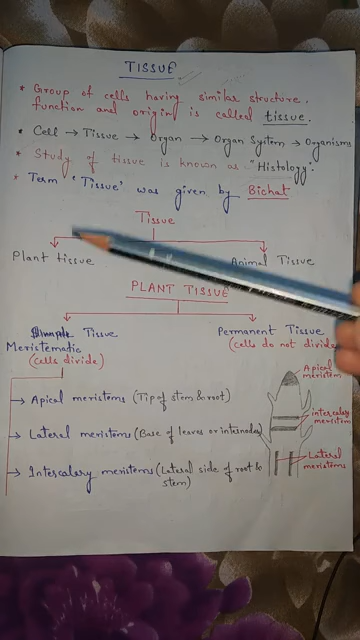 TISSUE
* Group of cells having similar structure.
function and origin is called tissue.
* Cell → Tissue → Organ → Organ System → Organisms
* Study of tissue is known as "Histology".
* Term 'Tissue' was given by Bichat
Tissue
Plant tissue Animal Tissue
PLANT TISSUE
Tissue Permanent Tissue
Meristematic (cells do not divide)
(cells divide)
→ Apical meristems (Tip of stem & root)
→ Lateral meristems (Base of leaves or internodes)
→ Intercalary meristems (Lateral side of root &
stem)
Apical
meristem
intercalary
meristem
Lateral
meristems